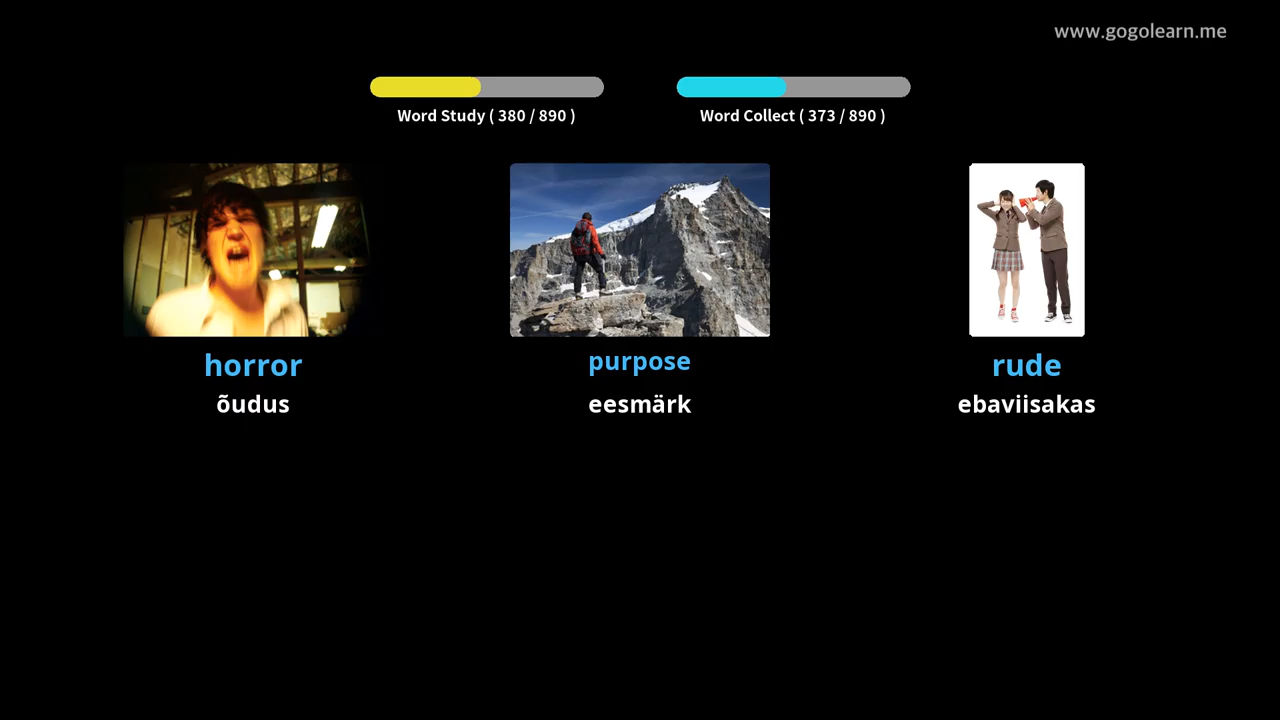 www.gogolearn.me
Word Study ( 380 / 890 )
Word Collect ( 373 / 890 )
horror
purpose
rude
õudus
eesmärk
ebaviisakas